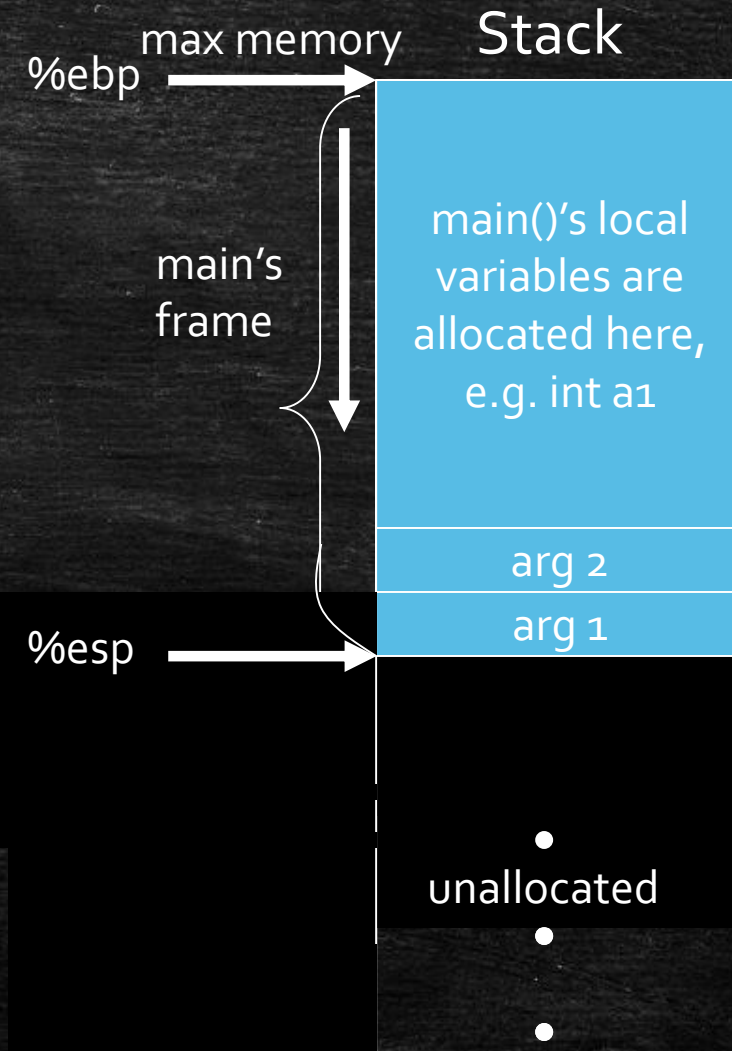 max memory
Stack
%ebp
main()’s local
variables are
allocated here,
e.g. int a1
main’s
frame
arg 2
arg 1
%esp
unallocated